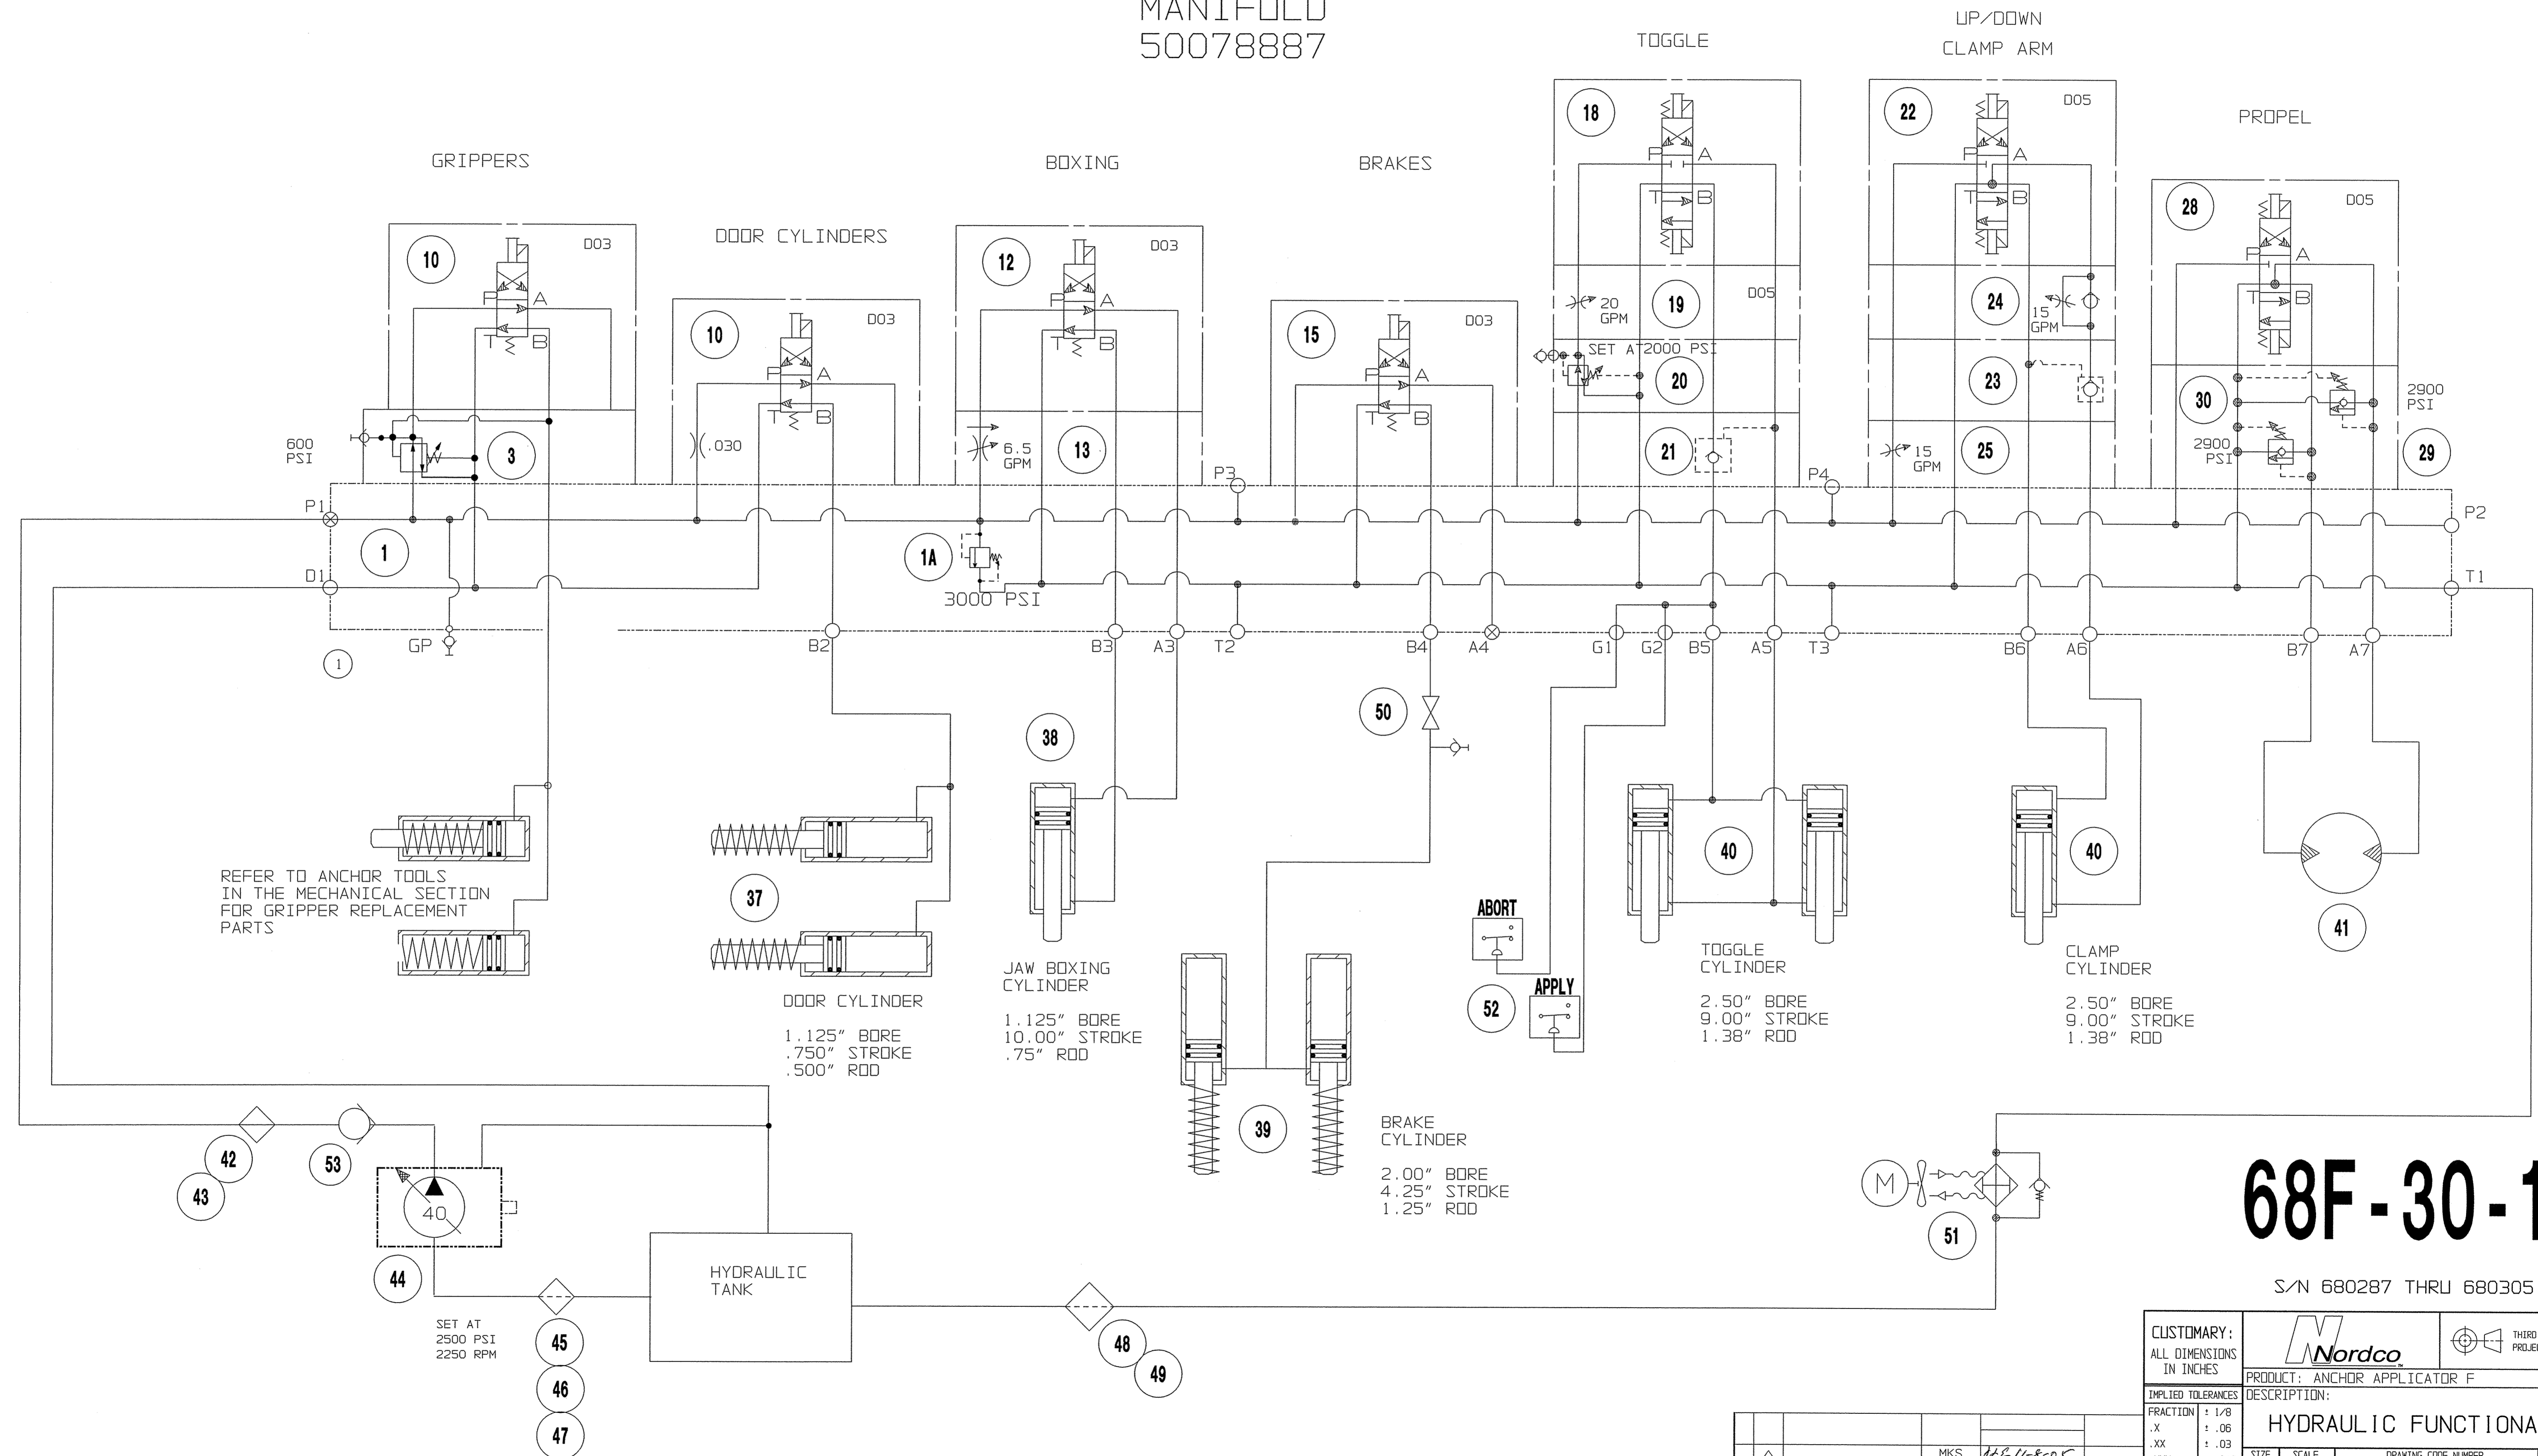 MANIFOLD
50078887
TOGGLE
UP/DOWN
CLAMP ARM
PROPEL
GRIPPERS
BOXING
BRAKES
DOOR CYLINDERS
18
22
D05
28
D05
10
D03
12
D03
P
A
T
B
P
A
T
B
P
A
T
B
P
A
T
B
P
A
T
B
10
D03
P
A
T
B
15
D03
P
A
T
B
20
GPM
19
D05
24
15
GPM
SET AT 2000 PSI
20
23
30
2900
PSI
2900
PSI
29
600
PSI
3
.030
6.5
GPM
13
21
15
GPM
25
P1
P3
P4
P2
1
1A
D1
T1
3000 PSI
GP
1
B2
B3
A3
T2
B4
A4
G1
G2
B5
A5
T3
B6
A6
B7
A7
38
50
REFER TO ANCHOR TOOLS
IN THE MECHANICAL SECTION
FOR GRIPPER REPLACEMENT
PARTS
37
40
40
41
ABORT
APPLY
52
DOOR CYLINDER
1.125" BORE
.750" STROKE
.500" ROD
JAW BOXING
CYLINDER
1.125" BORE
10.00" STROKE
.75" ROD
TOGGLE
CYLINDER
2.50" BORE
9.00" STROKE
1.38" ROD
CLAMP
CYLINDER
2.50" BORE
9.00" STROKE
1.38" ROD
39
BRAKE
CYLINDER
2.00" BORE
4.25" STROKE
1.25" ROD
42
43
53
40
44
SET AT
2500 PSI
2250 RPM
HYDRAULIC
TANK
45
46
47
48
49
M
51
68F-30-1
S/N 680287 THRU 680305
CUSTOMARY:
ALL DIMENSIONS
IN INCHES
Nordco
THIRD
PRODUCT: ANCHOR APPLICATOR F
IMPLIED TOLERANCES
DESCRIPTION:
FRACTION ± 1/8
.X ± .06
.XX ± .03
HYDRAULIC FUNCTIONA
SIZE
SCALE
DRAWING CODE NUMBER
MKS